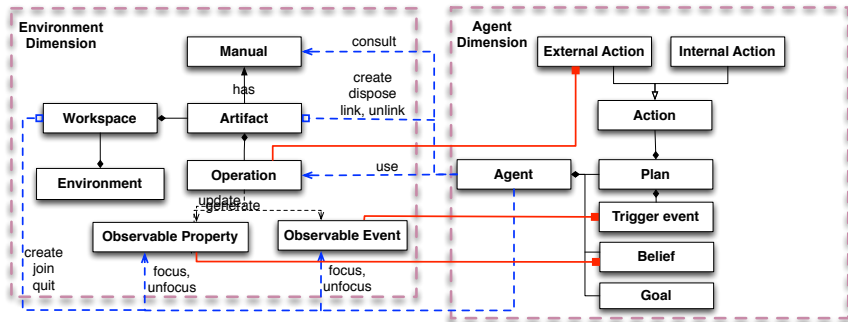 Environment
Dimension
Manual
consult
Agent
Dimension
External Action
Internal Action
has
create
dispose
link, unlink
Workspace
Artifact
Action
Operation
use
Agent
Plan
Environment
update
generate
Trigger event
Observable Property
Observable Event
create
join
quit
focus,
unfocus
focus,
unfocus
Belief
Goal